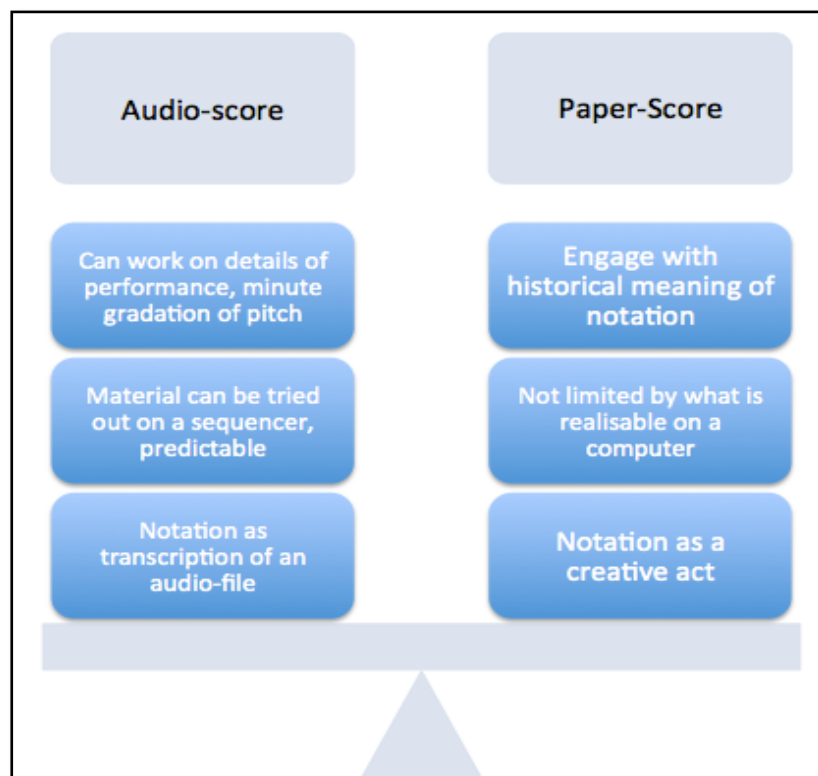 Audio-score
Can work on details of
performance, minute
gradation of pitch
Material can be tried
out on a sequencer,
predictable
Notation as
transcription of an
audio-file
Paper-Score
Engage with
historical meaning of
notation
Not limited by what is
realisable on a
computer
Notation as a
creative act